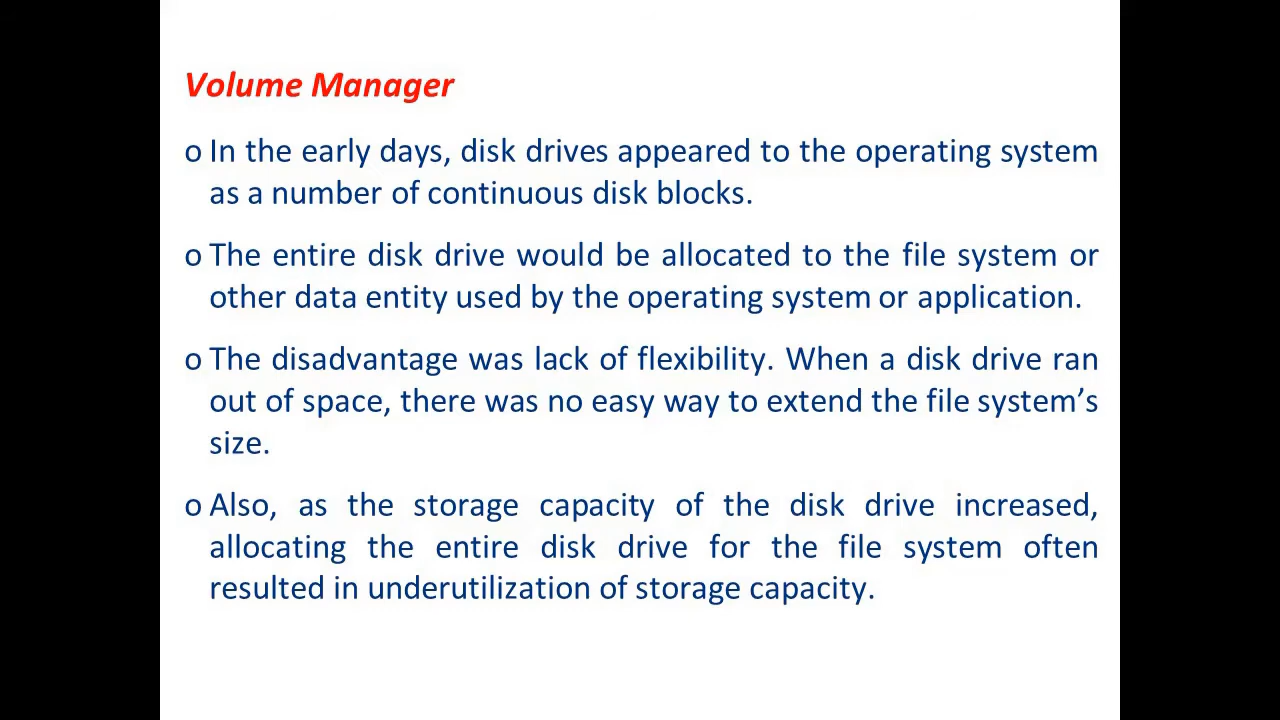 Volume Manager
o In the early days, disk drives appeared to the operating system
as a number of continuous disk blocks.
o The entire disk drive would be allocated to the file system or
other data entity used by the operating system or application.
o The disadvantage was lack of flexibility. When a disk drive ran
out of space, there was no easy way to extend the file system’s
size.
o Also, as the storage capacity of the disk drive increased,
allocating the entire disk drive for the file system often
resulted in underutilization of storage capacity.